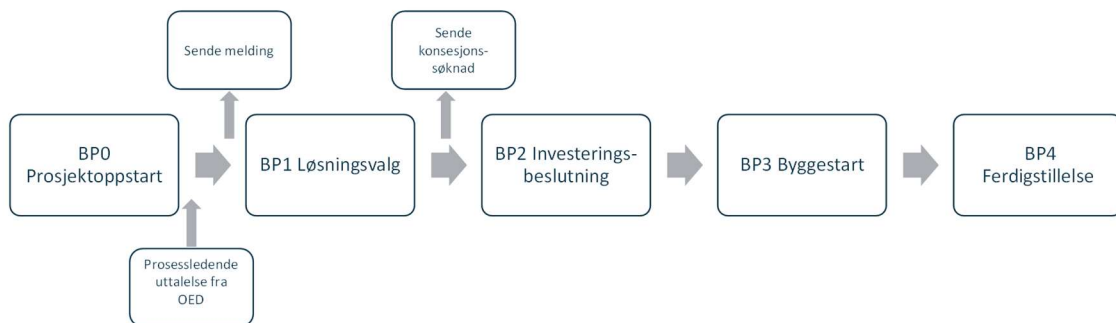 Sende melding
Sende
konsesjons-
søknad
BP0
Prosjektoppstart
BP1 Løsningsvalg
BP2 Investerings-
beslutning
BP3 Byggestart
BP4
Ferdigstillelse
Prosessledende
uttalelse fra
OED